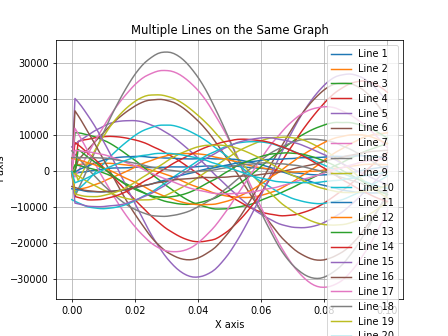 Multiple Lines on the Same Graph
30000
20000
10000
0
−10000
−20000
−30000
0.00
0.02
0.04
0.06
0.08
X axis
Line 1
Line 2
Line 3
Line 4
Line 5
Line 6
Line 7
Line 8
Line 9
Line 10
Line 11
Line 12
Line 13
Line 14
Line 15
Line 16
Line 17
Line 18
Line 19
Line 20